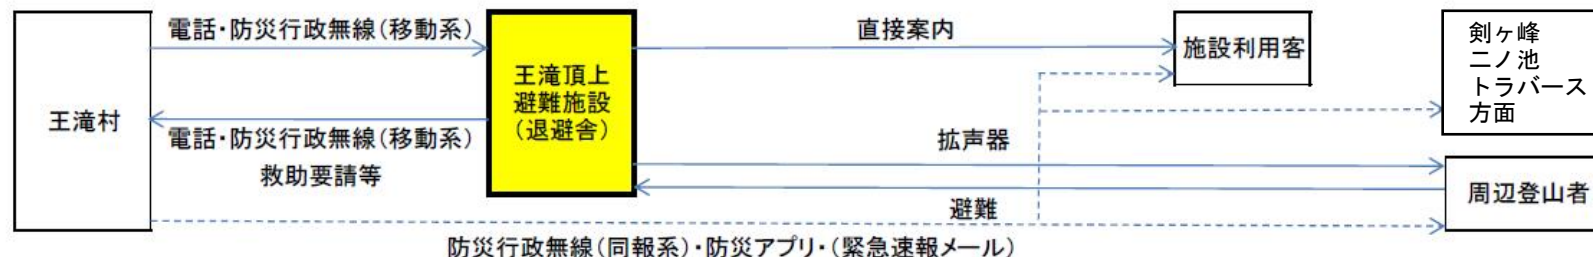 王滝村
電話・防災行政無線(移動系)
電話・防災行政無線(移動系)
救助要請等
王滝頂上
避難施設
(退避舎)
直接案内
施設利用客
剣ヶ峰
二ノ池
トラバース
方面
拡声器
避難
周辺登山者
防災行政無線(同報系)・防災アプリ・(緊急速報メール)